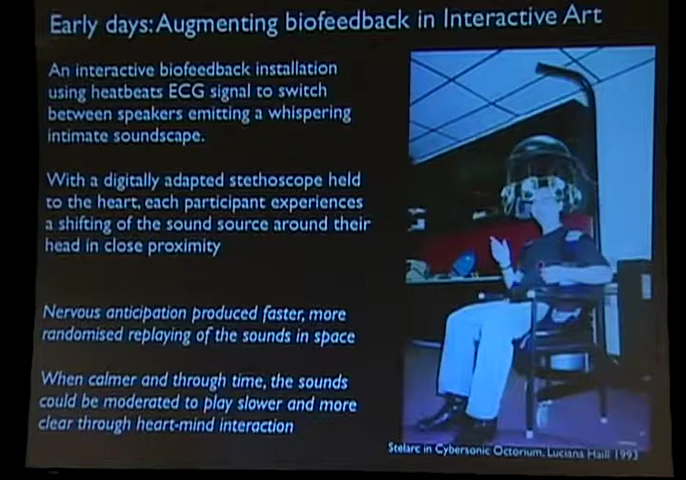 Early days: Augmenting biofeedback in Interactive Art
An interactive biofeedback installation
using heatbeats ECG signal to switch
between speakers emitting a whispering
intimate soundscape.
With a digitally adapted stethoscope held
to the heart, each participant experiences
a shifting of the sound source around their
head in close proximity
Nervous anticipation produced faster, more
randomised replaying of the sounds in space
When calmer and through time, the sounds
could be moderated to play slower and more
clear through heart-mind interaction
Stelarc in Cybersonic Octorium. Luciana Haill 1993